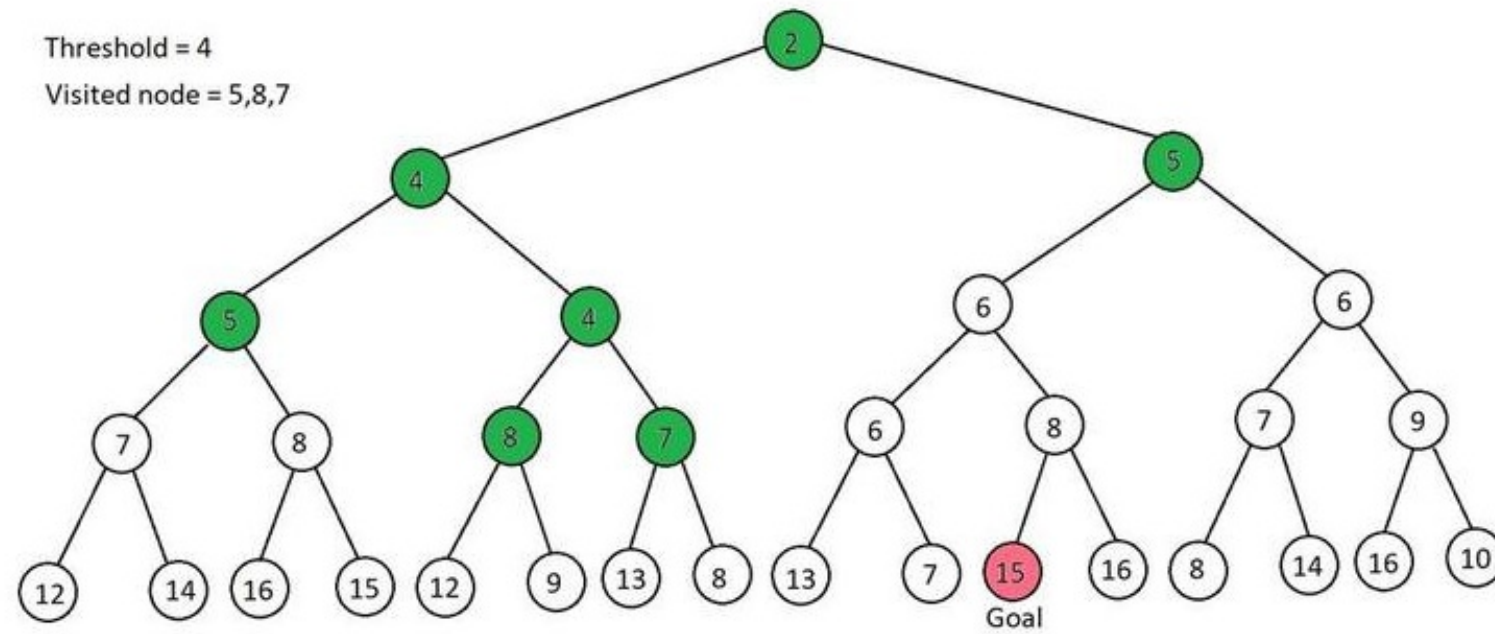 Threshold = 4
Visited node = 5,8,7
2
4 5
5 4 6 6
7 8 8 7 6 8 7 9
12 14 16 15 12 9 13 8 13 7 15 16 8 14 16 10
Goal